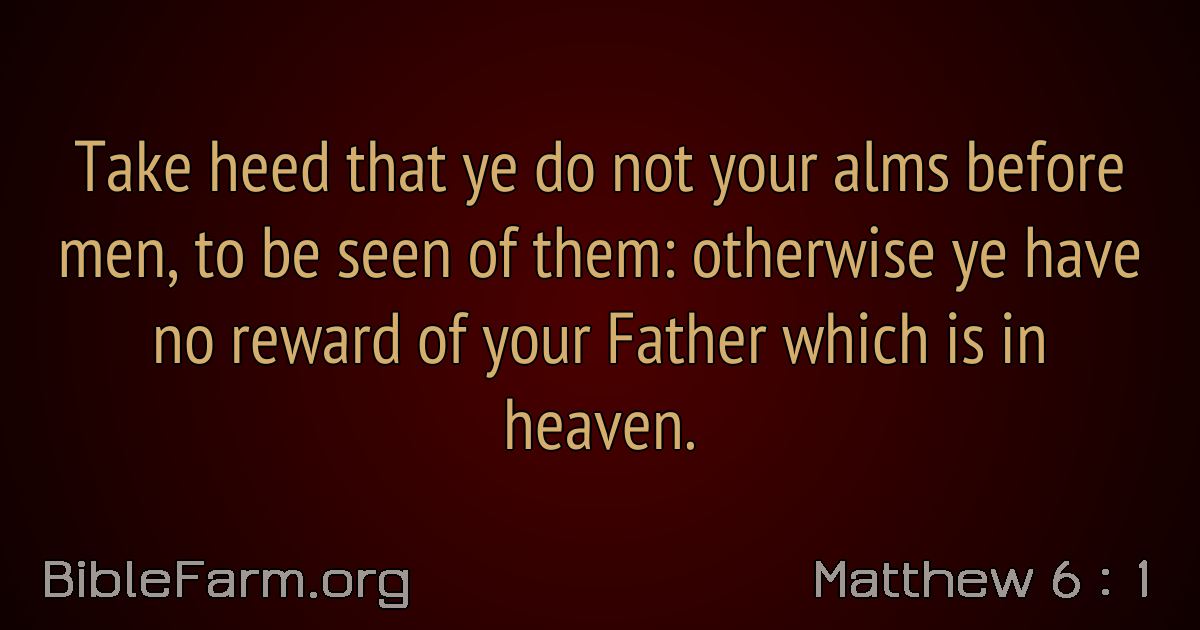 Take heed that ye do not your alms before
men, to be seen of them: otherwise ye have
no reward of your Father which is in
heaven.
BibleFarm.org
Matthew 6 : 1